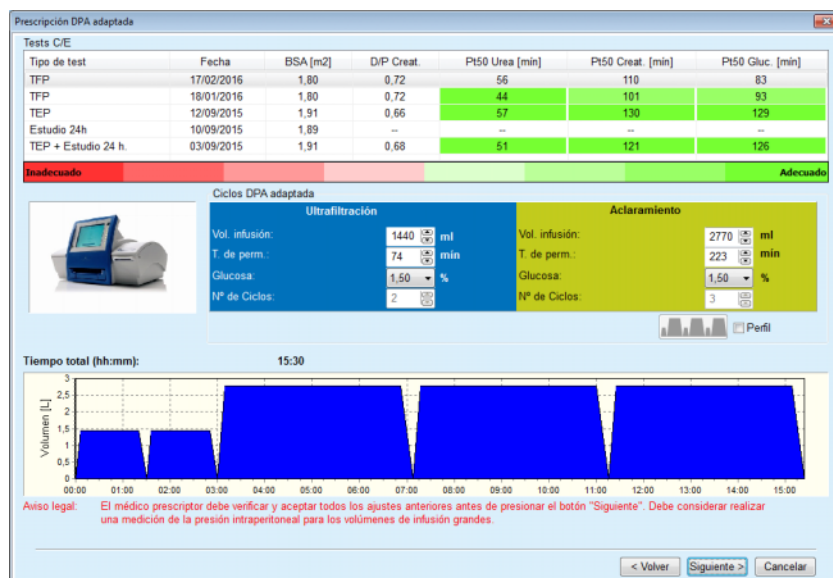 Prescripción DPA adaptada
Tests C/E
Tipo de test Fecha BSA [m2] D/P Creat. Pt50 Urea [min] Pt50 Creat. [min] Pt50 Gluc. [min]
TFP 17/02/2016 1,80 0,72 56 110 83
TFP 18/01/2016 1,80 0,72 44 101 93
TEP 12/09/2015 1,91 0,66 57 130 129
Estudio 24h 10/09/2015 1,89 -- -- -- --
TEP + Estudio 24 h. 03/09/2015 1,91 0,68 51 121 126
Inadecuado Adecuado
Ciclos DPA adaptada
Ultrafiltración Aclaramiento
Vol. infusión: 1440 ml Vol. infusión: 2770 ml
T. de perm.: 74 min T. de perm.: 223 min
Glucosa: 1,50 % Glucosa: 1,50 %
Nº de Ciclos: 2 Nº de Ciclos: 3
Perfil
Tiempo total (hh:mm): 15:30
Volumen [L]
3
2,5
2
1,5
1
0,5
0
00:00 01:00 02:00 03:00 04:00 05:00 06:00 07:00 08:00 09:00 10:00 11:00 12:00 13:00 14:00 15:00
Aviso legal: El médico prescriptor debe verificar y aceptar todos los ajustes anteriores antes de presionar el botón "Siguiente". Debe considerar realizar
una medición de la presión intraperitoneal para los volúmenes de infusión grandes.
< Volver Siguiente > Cancelar